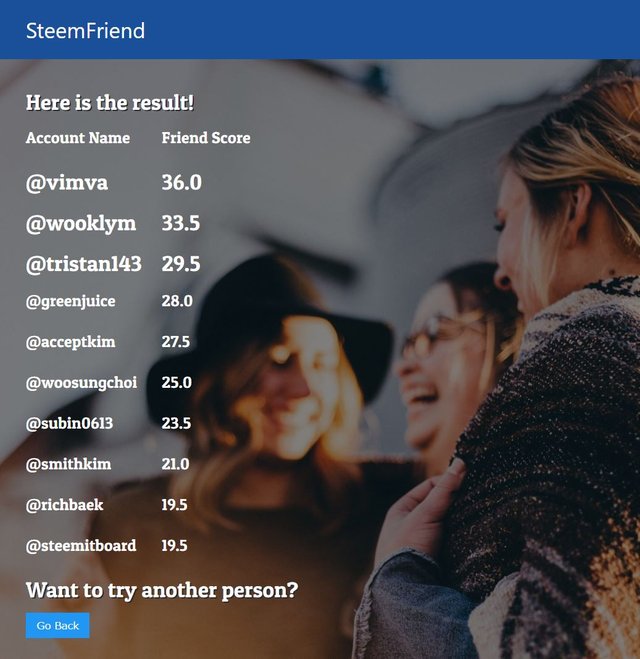 SteemFriend
Here is the result!
Account Name Friend Score
@vimva 36.0
@wooklym 33.5
@tristan143 29.5
@greenjuice 28.0
@acceptkim 27.5
@woosungchoi 25.0
@subin0613 23.5
@smithkim 21.0
@richbaek 19.5
@steemitboard 19.5
Want to try another person?
Go Back